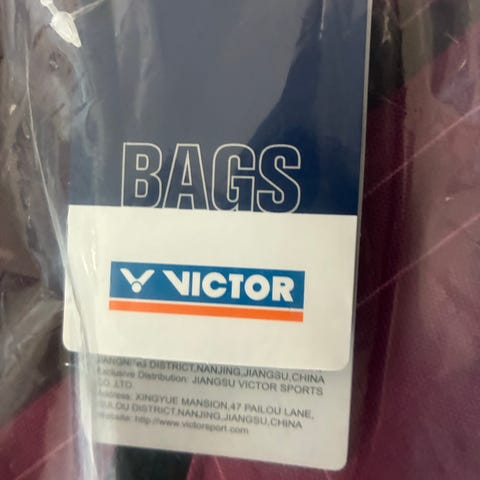 BAGS
VICTOR
DISTRICT,NANJING,JIANGSU,CHINA
Exclusive Distribution: JIANGSU VICTOR SPORTS
CO.,LTD.
Address: XINGYUE MANSION,47 PAILOU LANE,
GULOU DISTRICT,NANJING,JIANGSU,CHINA
Website: http://www.victorsport.com